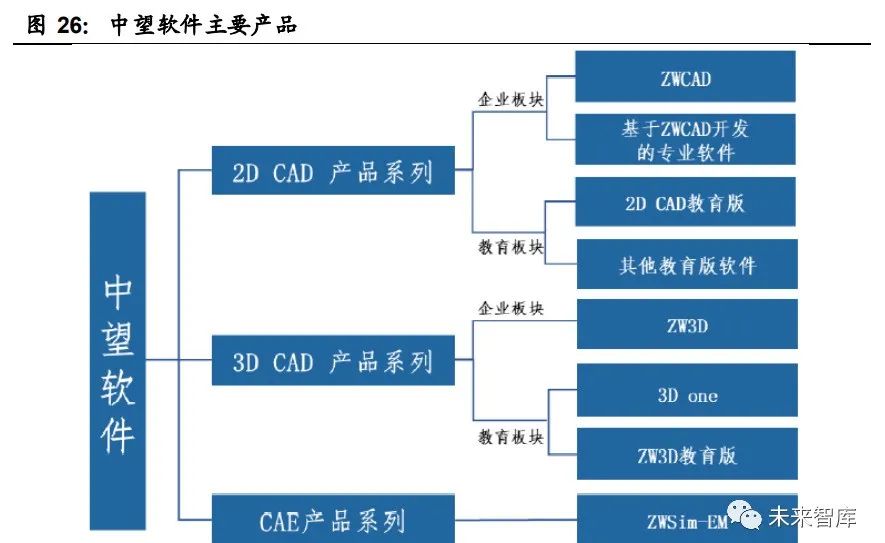 图 26： 中望软件主要产品
中望软件
2D CAD 产品系列
企业板块
ZWCAD
基于ZWCAD开发
的专业软件
教育板块
2D CAD教育版
其他教育版软件
3D CAD 产品系列
企业板块
ZW3D
教育板块
3D one
ZW3D教育版
CAE产品系列
ZWSim-EM
未来智库